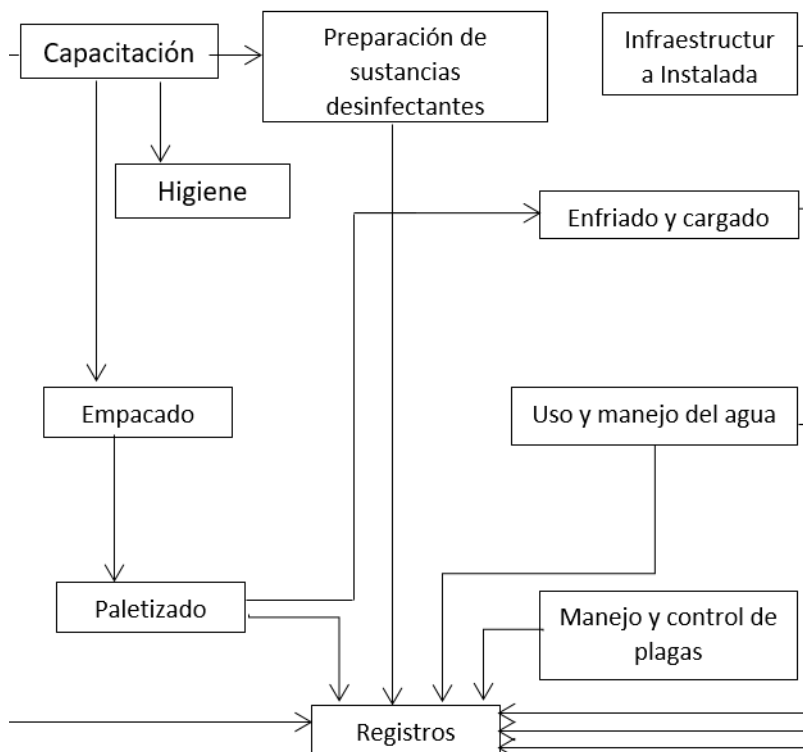 Capacitación
Preparación de
sustancias
desinfectantes
Infraestructur
a Instalada
Higiene
Enfriado y cargado
Empacado
Uso y manejo del agua
Paletizado
Manejo y control de
plagas
Registros